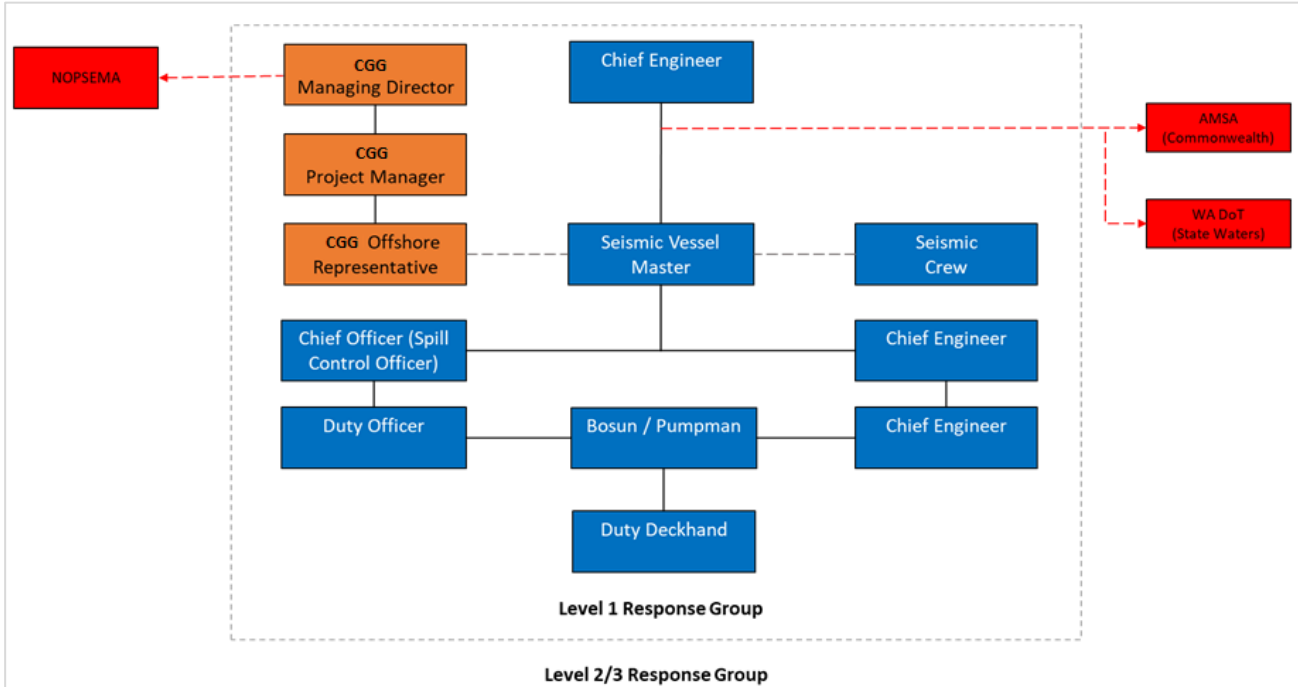 NOPSEMA
CGG
Managing Director
Chief Engineer
AMSA
(Commonwealth)
CGG
Project Manager
WA DoT
(State Waters)
CGG Offshore
Representative
Seismic Vessel
Master
Seismic
Crew
Chief Officer (Spill
Control Officer)
Chief Engineer
Duty Officer
Bosun / Pumpman
Chief Engineer
Duty Deckhand
Level 1 Response Group
Level 2/3 Response Group